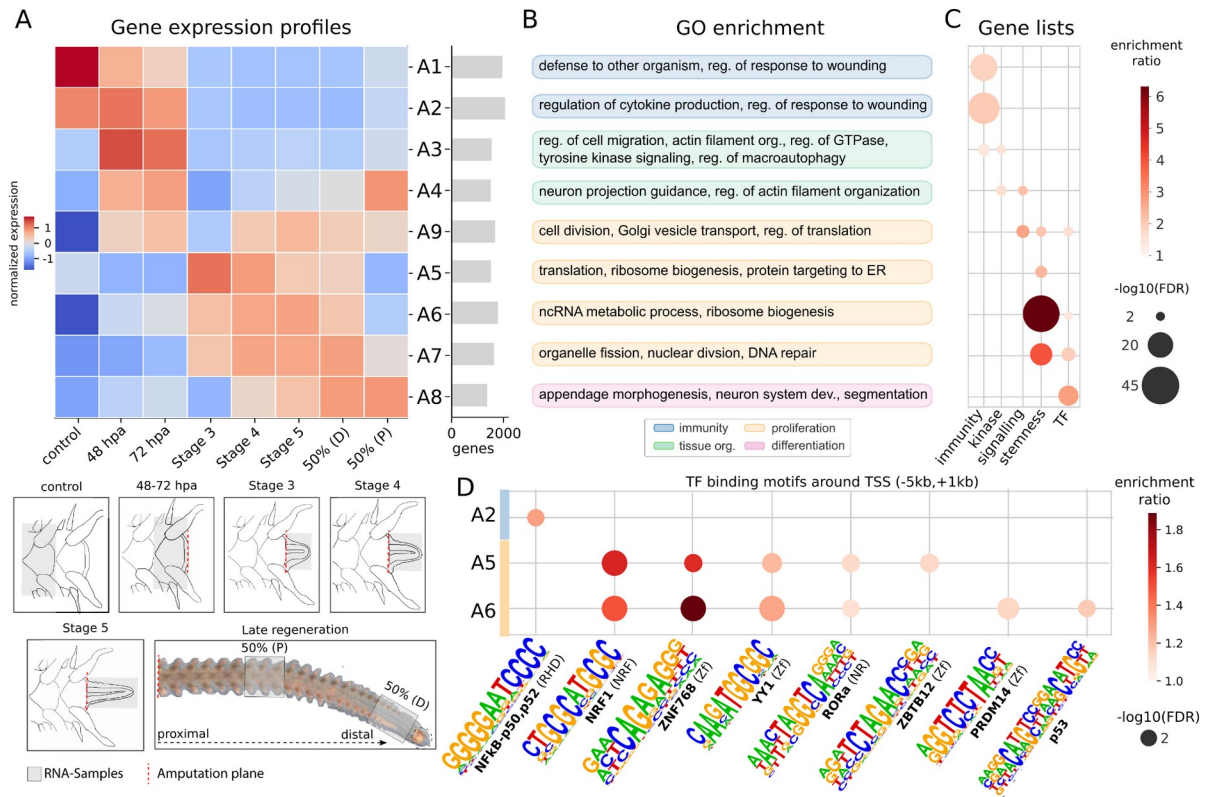 A
Gene expression profiles
A1
A2
A3
A4
A9
A5
A6
A7
A8
normalized expression
1
0
-1
control
48 hpa
72 hpa
Stage 3
Stage 4
Stage 5
50% (D)
50% (P)
0
2000
genes
B
GO enrichment
defense to other organism, reg. of response to wounding
regulation of cytokine production, reg. of response to wounding
reg. of cell migration, actin filament org., reg. of GTPase,
tyrosine kinase signaling, reg. of macroautophagy
neuron projection guidance, reg. of actin filament organization
cell division, Golgi vesicle transport, reg. of translation
translation, ribosome biogenesis, protein targeting to ER
ncRNA metabolic process, ribosome biogenesis
organelle fission, nuclear divsion, DNA repair
appendage morphogenesis, neuron system dev., segmentation
immunity
proliferation
tissue org.
differentiation
C
Gene lists
immunity
kinase
signalling
stemness
TF
enrichment
ratio
6
5
4
3
2
1
-log10(FDR)
2
20
45
control
48-72 hpa
Stage 3
Stage 4
Stage 5
Late regeneration
50% (P)
50% (D)
proximal
distal
RNA-Samples
Amputation plane
D
TF binding motifs around TSS (-5kb,+1kb)
A2
A5
A6
NFkB-p50,p52 (RHD)
NRF1 (NRF)
ZNF768 (Zf)
YY1 (Zf)
RORa (NR)
ZBTB12 (Zf)
PRDM14 (Zf)
p53
enrichment
ratio
1.8
1.6
1.4
1.2
1.0
-log10(FDR)
2